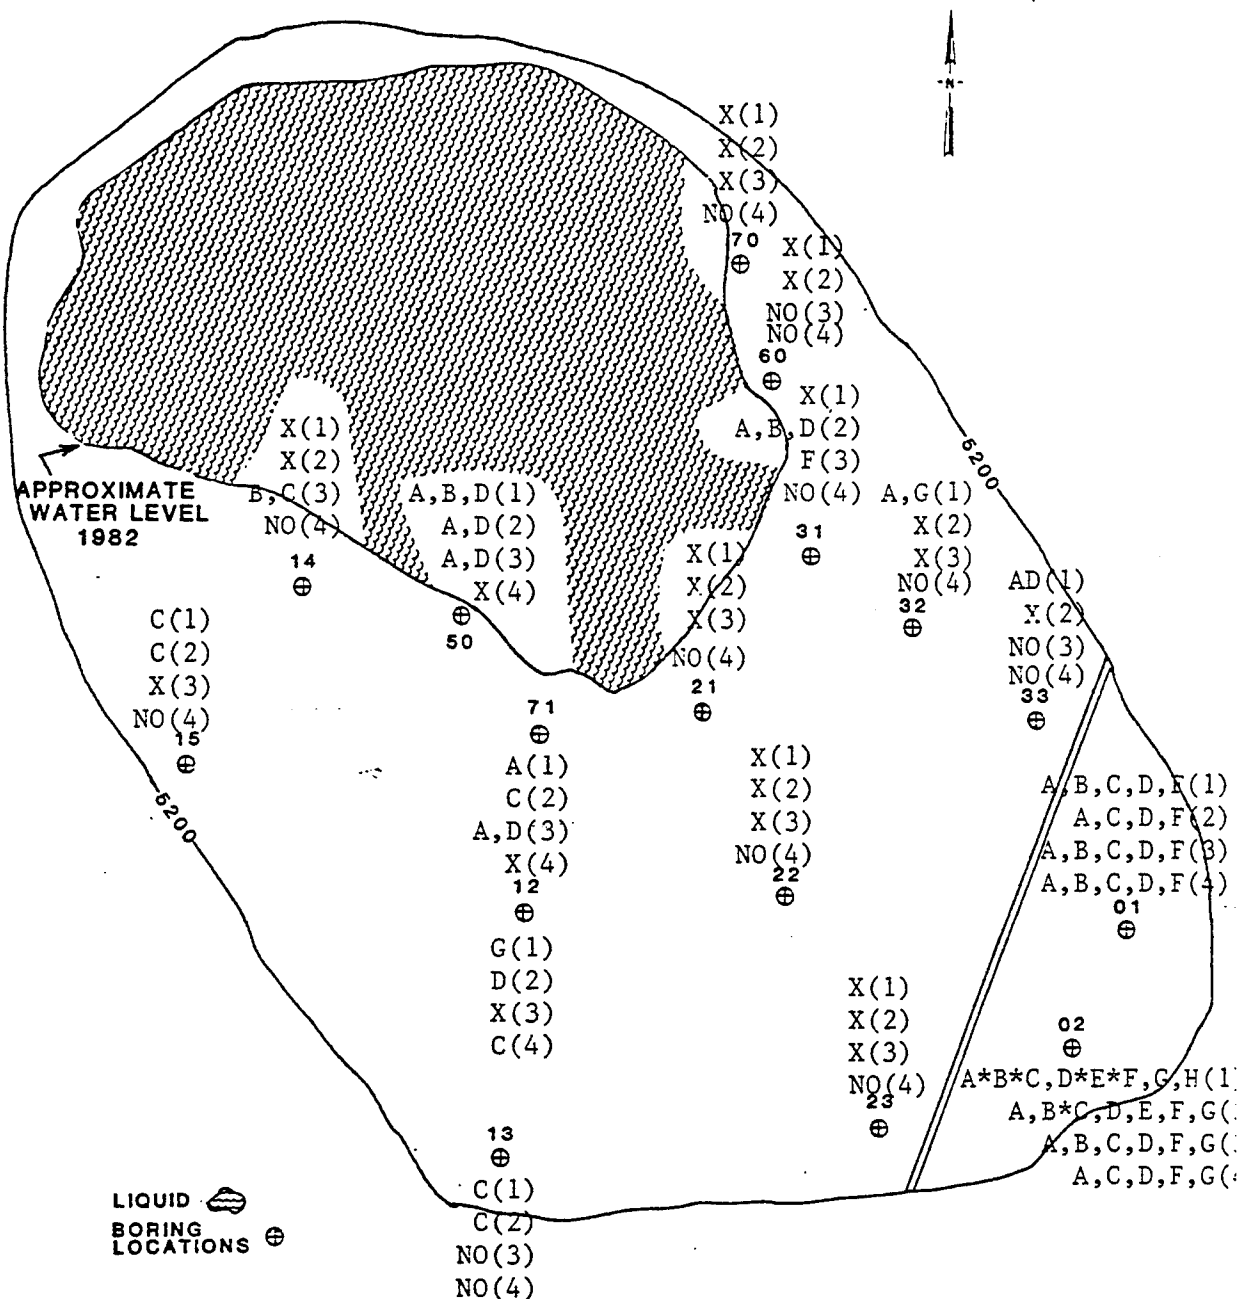 -N-
X(1)
X(2)
X(3)
NO(4)
70
X(1)
X(2)
NO(3)
NO(4)
60
X(1)
A,B,D(2)
F(3)
NO(4)
31
A,G(1)
X(2)
X(3)
NO(4)
32
5200
AD(1)
X(2)
NO(3)
NO(4)
33
APPROXIMATE
WATER LEVEL
1982
X(1)
X(2)
B,C(3)
NO(4)
14
A,B,D(1)
A,D(2)
A,D(3)
X(4)
50
X(1)
X(2)
X(3)
NO(4)
21
C(1)
C(2)
X(3)
NO(4)
15
5200
71
A(1)
C(2)
A,D(3)
X(4)
12
G(1)
D(2)
X(3)
C(4)
X(1)
X(2)
X(3)
NO(4)
22
A,B,C,D,F(1)
A,C,D,F(2)
A,B,C,D,F(3)
A,B,C,D,F(4)
01
X(1)
X(2)
X(3)
NO(4)
23
02
A*B*C,D*E*F,G,H(1)
A,B*C,D,E,F,G(
A,B,C,D,F,G(
A,C,D,F,G(
13
C(1)
C(2)
NO(3)
NO(4)
LIQUID
BORING
LOCATIONS